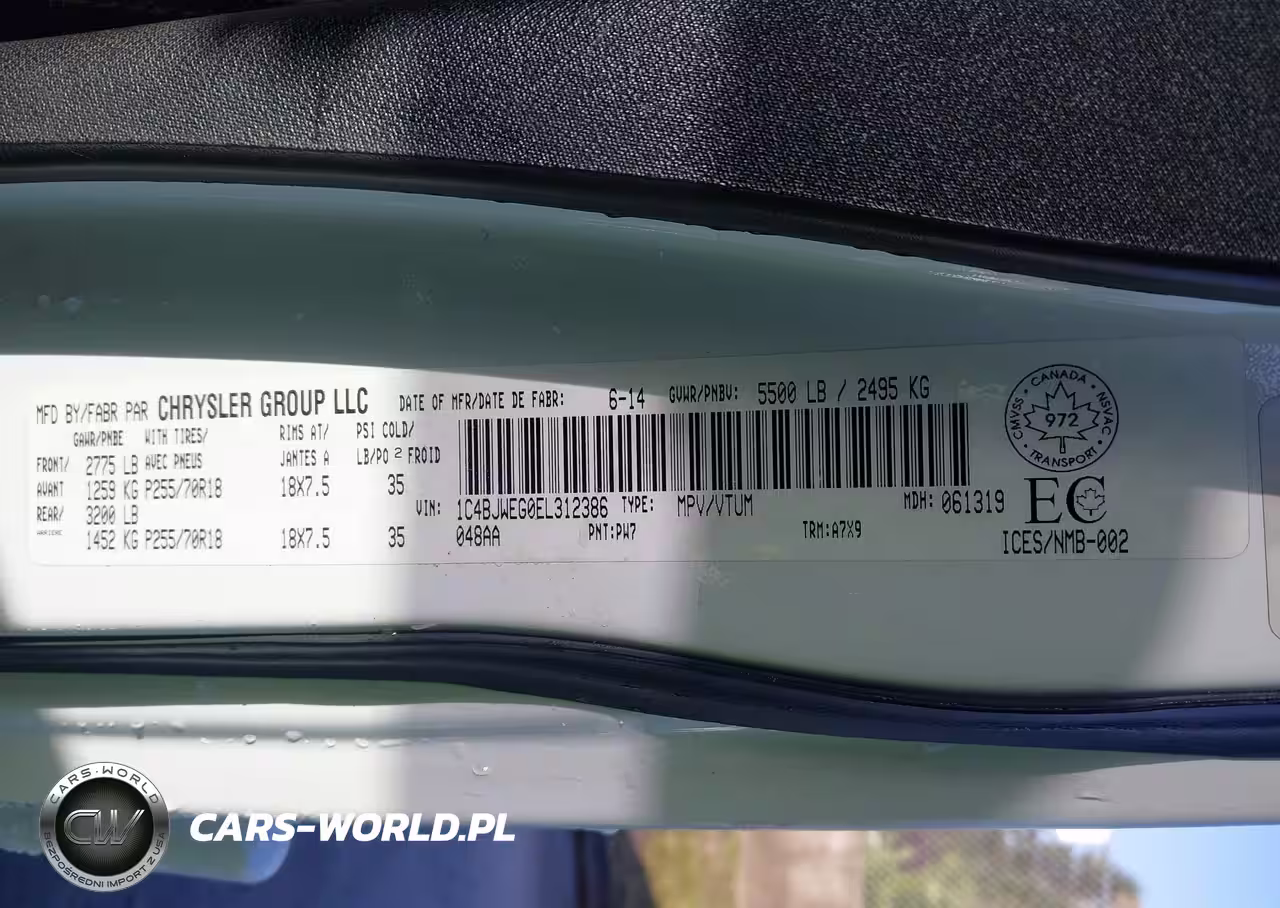 MFD BY/FABR PAR CHRYSLER GROUP LLC DATE OF MFR/DATE DE FABR: 6-14 GVWR/PNBV: 5500 LB / 2495 KG
GAWR/PNBE WITH TIRES/ RIMS AT/ PSI COLD/
FRONT/ 2775 LB AVEC PNEUS JANTES A LB/PO 2 FROID
AVANT 1259 KG P255/70R18 18X7.5 35
REAR/ 3200 LB
1452 KG P255/70R18 18X7.5 35
VIN: 1C4BJWEG0EL312386 TYPE: MPV/VTUM MDH: 061319
048AA PNT:PW7 TRM:A7X9
CANADA
CMVSS 972 NSVAC
TRANSPORT
EC
ICES/NMB-002
CARS-WORLD
CW
BEZPOŚREDNI IMPORT Z USA
CARS-WORLD.PL